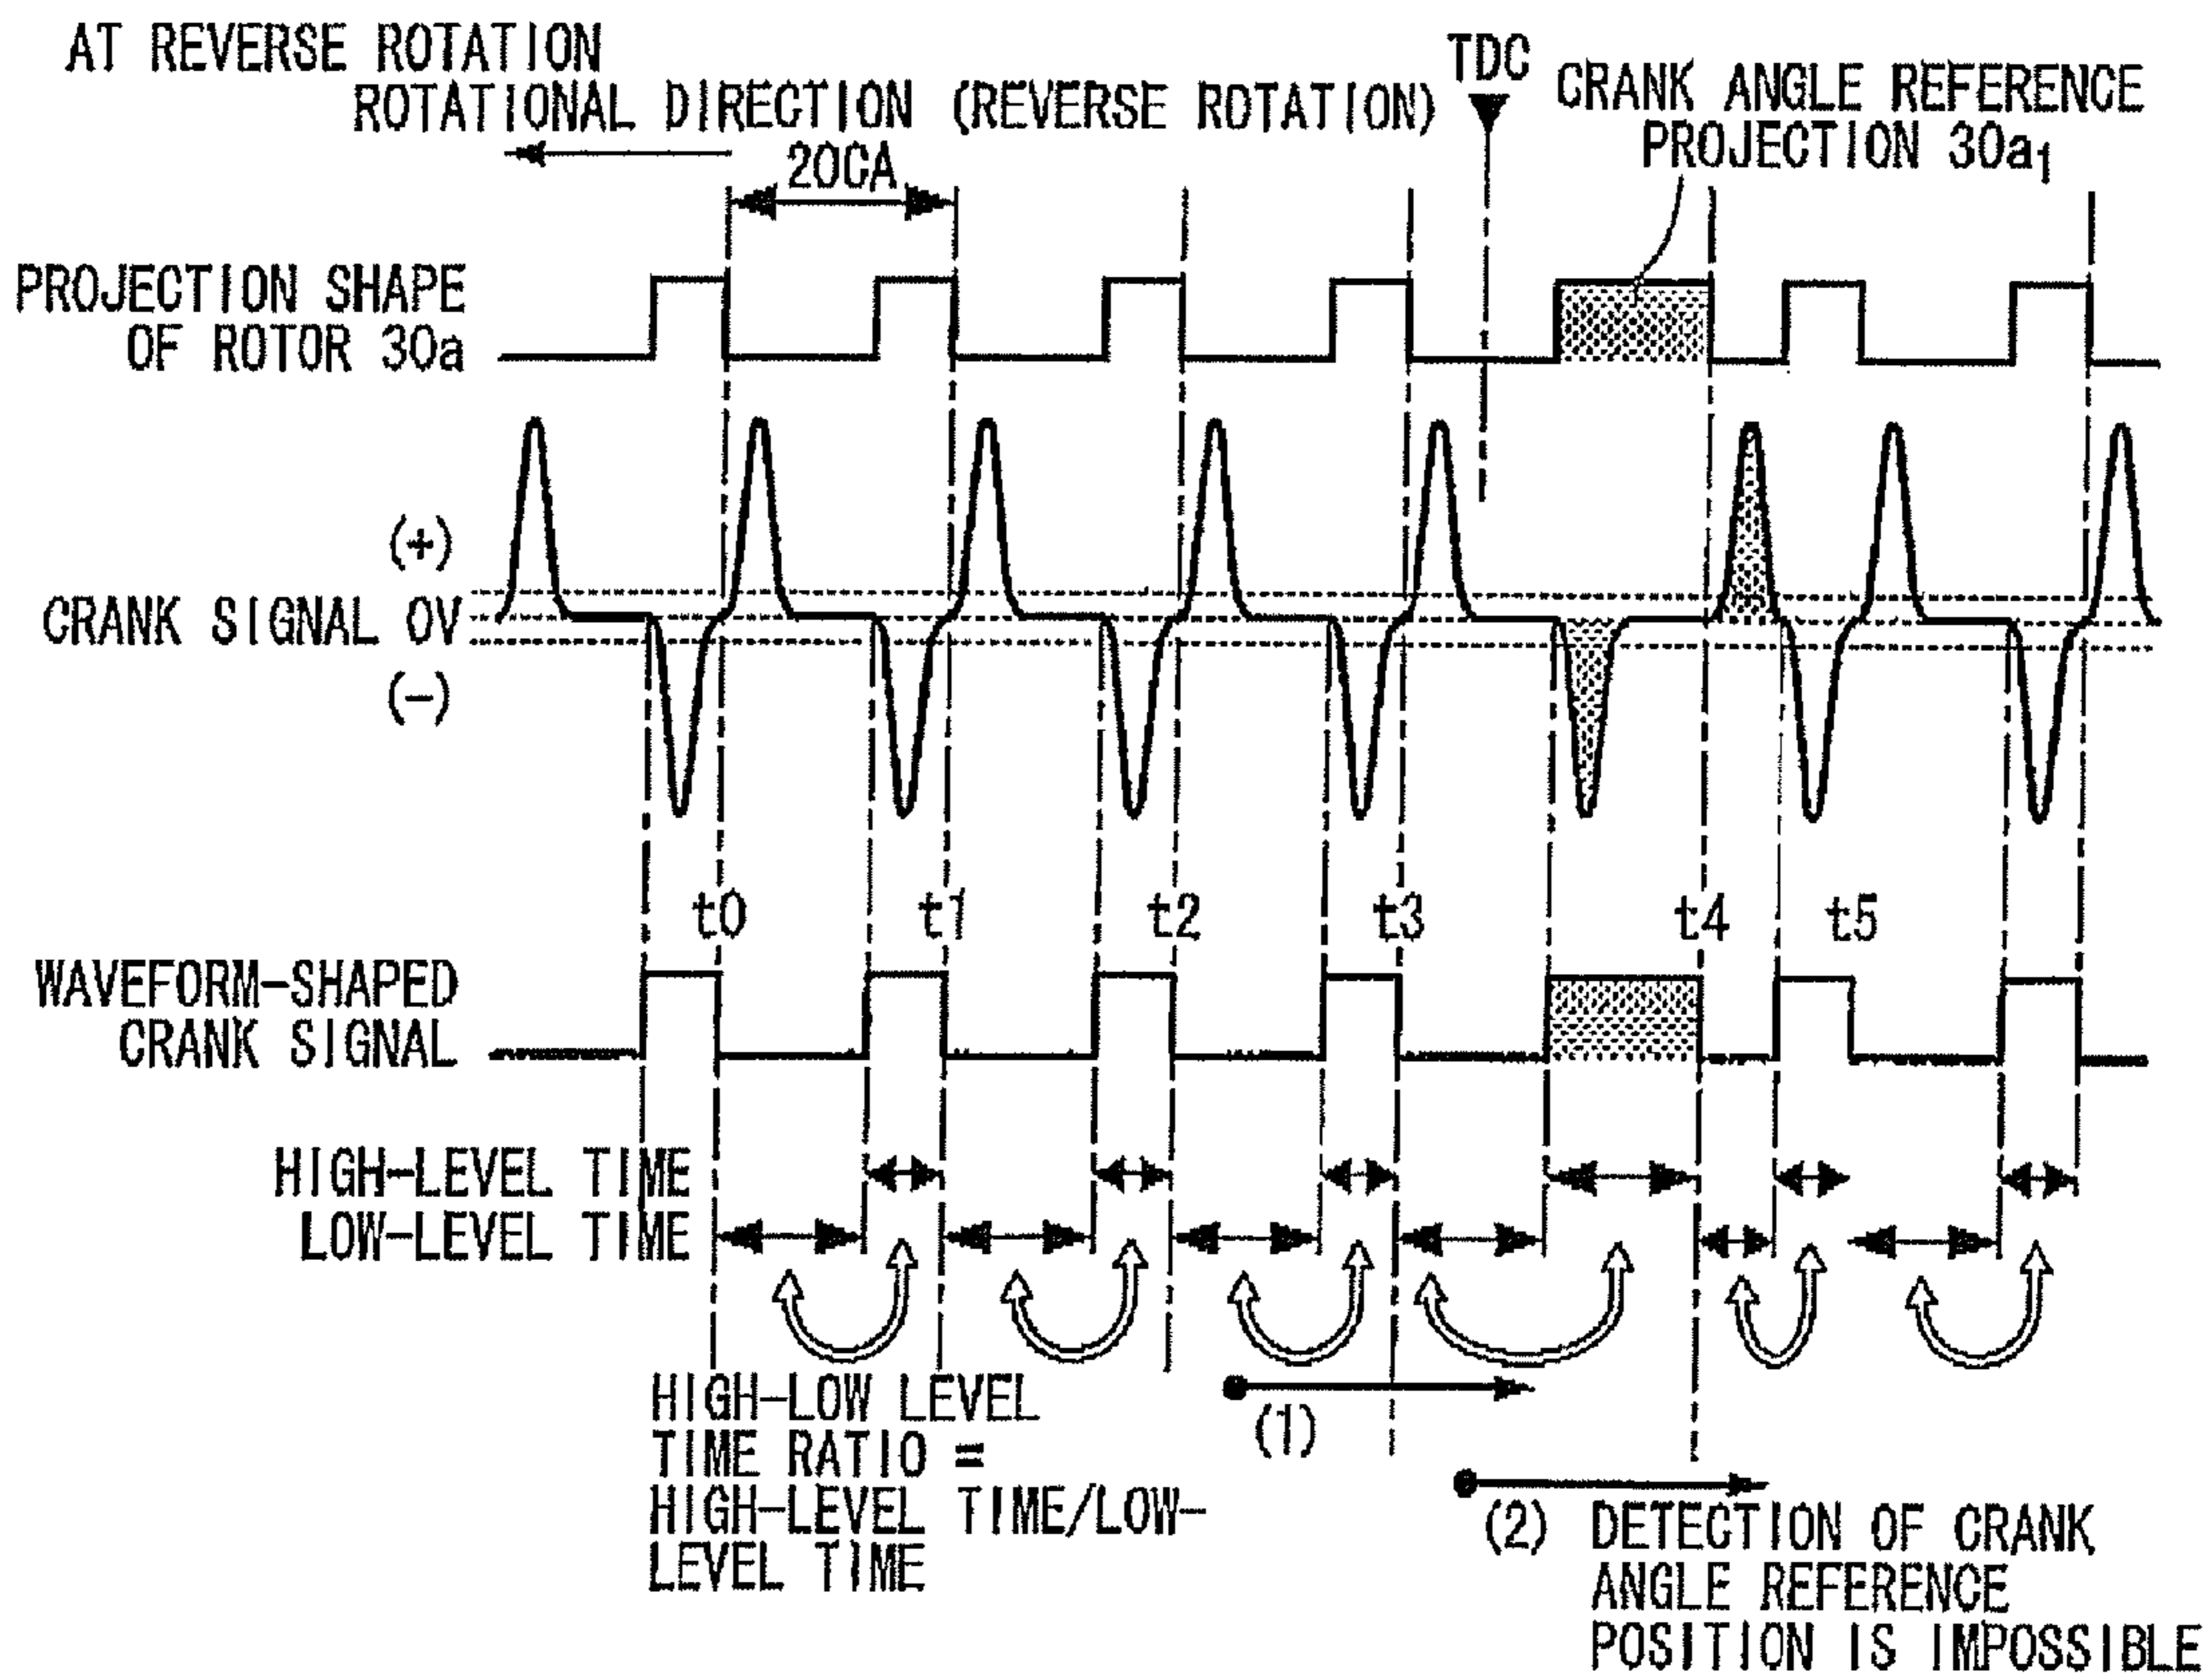 AT REVERSE ROTATION
ROTATIONAL DIRECTION (REVERSE ROTATION)
TDC
CRANK ANGLE REFERENCE
PROJECTION 30a1
20CA
PROJECTION SHAPE
OF ROTOR 30a
(+)
CRANK SIGNAL 0V
(-)
t0
t1
t2
t3
t4
t5
WAVEFORM-SHAPED
CRANK SIGNAL
HIGH-LEVEL TIME
LOW-LEVEL TIME
HIGH-LOW LEVEL
TIME RATIO =
HIGH-LEVEL TIME/LOW-
LEVEL TIME
(1)
(2) DETECTION OF CRANK
ANGLE REFERENCE
POSITION IS IMPOSSIBLE